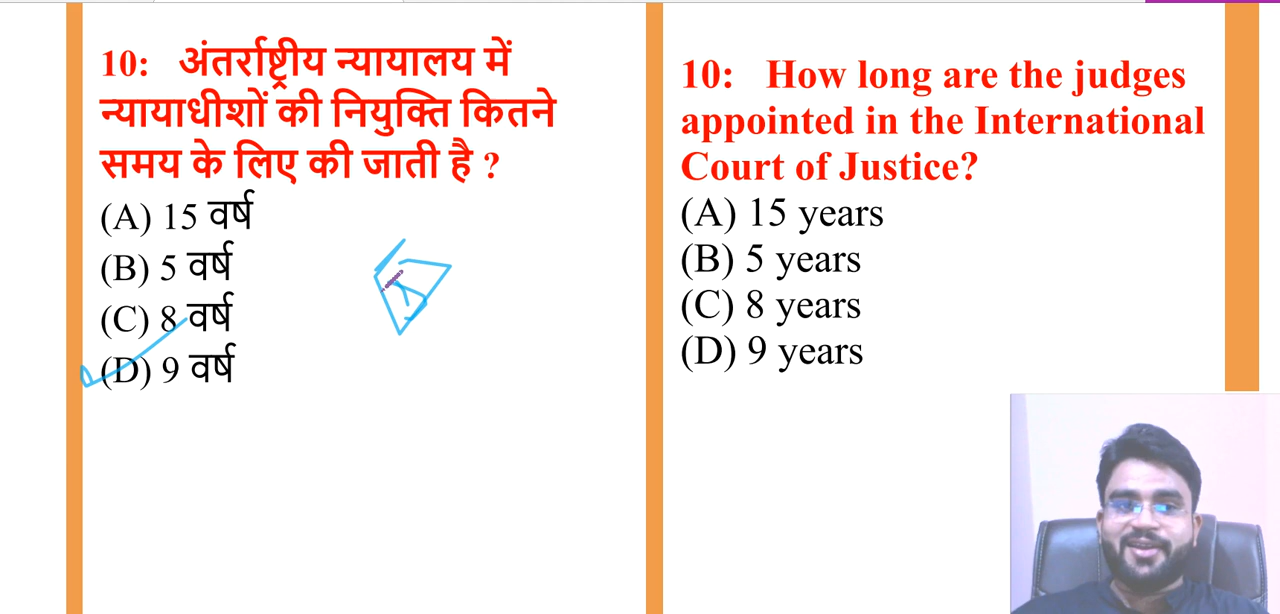 10: अंतर्राष्ट्रीय न्यायालय में
न्यायाधीशों की नियुक्ति कितने
समय के लिए की जाती है ?
(A) 15 वर्ष
(B) 5 वर्ष
(C) 8 वर्ष
(D) 9 वर्ष
10: How long are the judges
appointed in the International
Court of Justice?
(A) 15 years
(B) 5 years
(C) 8 years
(D) 9 years